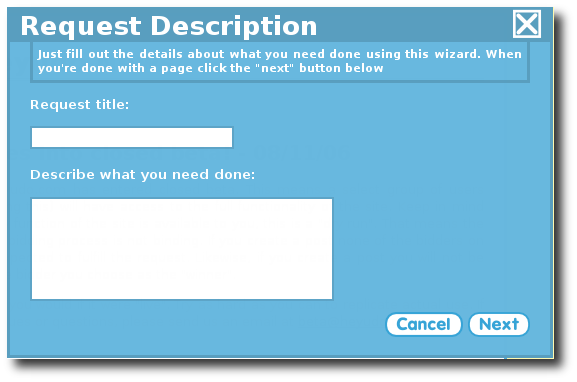 Request Description
Just fill out the details about what you need done using this wizard. When
you're done with a page click the "next" button below
Request title:
Describe what you need done:
Cancel Next